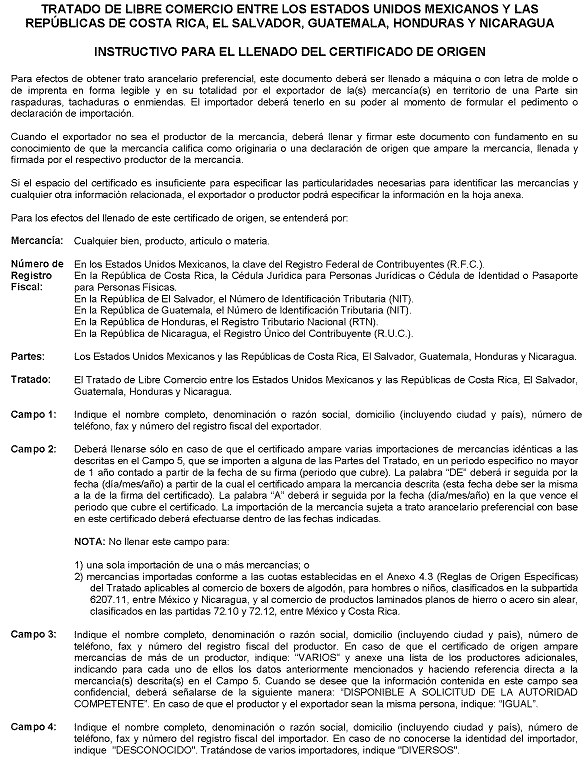 TRATADO DE LIBRE COMERCIO ENTRE LOS ESTADOS UNIDOS MEXICANOS Y LAS
REPÚBLICAS DE COSTA RICA, EL SALVADOR, GUATEMALA, HONDURAS Y NICARAGUA
INSTRUCTIVO PARA EL LLENADO DEL CERTIFICADO DE ORIGEN
Para efectos de obtener trato arancelario preferencial, este documento deberá ser llenado a máquina o con letra de molde o
de imprenta en forma legible y en su totalidad por el exportador de la(s) mercancía(s) en territorio de una Parte sin
raspaduras, tachaduras o enmiendas. El importador deberá tenerlo en su poder al momento de formular el pedimento o
declaración de importación.
Cuando el exportador no sea el productor de la mercancía, deberá llenar y firmar este documento con fundamento en su
conocimiento de que la mercancía califica como originaria o una declaración de origen que ampare la mercancía, llenada y
firmada por el respectivo productor de la mercancía.
Si el espacio del certificado es insuficiente para especificar las particularidades necesarias para identificar las mercancías y
cualquier otra información relacionada, el exportador o productor podrá especificar la información en la hoja anexa.
Para los efectos del llenado de este certificado de origen, se entenderá por:
Mercancía: Cualquier bien, producto, artículo o materia.
Número de Registro Fiscal: En los Estados Unidos Mexicanos, la clave del Registro Federal de Contribuyentes (R.F.C.).
En la República de Costa Rica, la Cédula Jurídica para Personas Jurídicas o Cédula de Identidad o Pasaporte
para Personas Físicas.
En la República de El Salvador, el Número de Identificación Tributaria (NIT).
En la República de Guatemala, el Número de Identificación Tributaria (NIT).
En la República de Honduras, el Registro Tributario Nacional (RTN).
En la República de Nicaragua, el Registro Único del Contribuyente (R.U.C.).
Partes: Los Estados Unidos Mexicanos y las Repúblicas de Costa Rica, El Salvador, Guatemala, Honduras y Nicaragua.
Tratado: El Tratado de Libre Comercio entre los Estados Unidos Mexicanos y las Repúblicas de Costa Rica, El Salvador,
Guatemala, Honduras y Nicaragua.
Campo 1: Indique el nombre completo, denominación o razón social, domicilio (incluyendo ciudad y país), número de
teléfono, fax y número del registro fiscal del exportador.
Campo 2: Deberá llenarse sólo en caso de que el certificado ampare varias importaciones de mercancías idénticas a las
descritas en el Campo 5, que se importen a alguna de las Partes del Tratado, en un período especifico no mayor
de 1 año contado a partir de la fecha de su firma (periodo que cubre). La palabra "DE" deberá ir seguida por la
fecha (día/mes/año) a partir de la cual el certificado ampara la mercancía descrita (esta fecha debe ser la misma
a la de la firma del certificado). La palabra "A" deberá ir seguida por la fecha (día/mes/año) en la que vence el
periodo que cubre el certificado. La importación de la mercancía sujeta a trato arancelario preferencial con base
en este certificado deberá efectuarse dentro de las fechas indicadas.
NOTA: No llenar este campo para:
1) una sola importación de una o más mercancías; o
2) mercancías importadas conforme a las cuotas establecidas en el Anexo 4.3 (Reglas de Origen Específicas)
del Tratado aplicables al comercio de boxers de algodón, para hombres o niños, clasificados en la subpartida
6207.11, entre México y Nicaragua, y al comercio de productos laminados planos de hierro o acero sin alear,
clasificados en las partidas 72.10 y 72.12, entre México y Costa Rica.
Campo 3: Indique el nombre completo, denominación o razón social, domicilio (incluyendo ciudad y país), número de
teléfono, fax y número del registro fiscal del productor. En caso de que el certificado de origen ampare
mercancías de más de un productor, indique: "VARIOS" y anexe una lista de los productores adicionales,
indicando para cada uno de ellos los datos anteriormente mencionados y haciendo referencia directa a la
mercancía(s) descrita(s) en el Campo 5. Cuando se desee que la información contenida en este campo sea
confidencial, deberá señalarse de la siguiente manera: "DISPONIBLE A SOLICITUD DE LA AUTORIDAD
COMPETENTE". En caso de que el productor y el exportador sean la misma persona, indique: "IGUAL".
Campo 4: Indique el nombre completo, denominación o razón social, domicilio (incluyendo ciudad y país), número de
teléfono, fax y número del registro fiscal del importador. En caso de no conocerse la identidad del importador,
indique "DESCONOCIDO". Tratándose de varios importadores, indique "DIVERSOS".